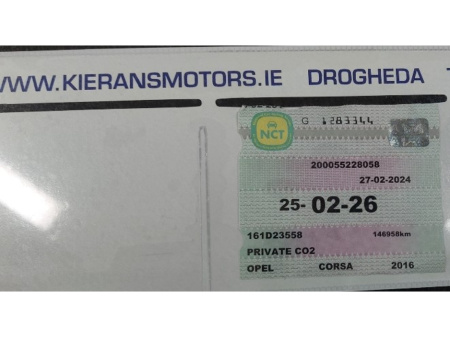 WWW.KIERANSMOTORS.IE DROGHEDA
G 1283344
NCT
200055228058
27-02-2024
25-02-26
161D23558 146958km
PRIVATE CO2
OPEL CORSA 2016